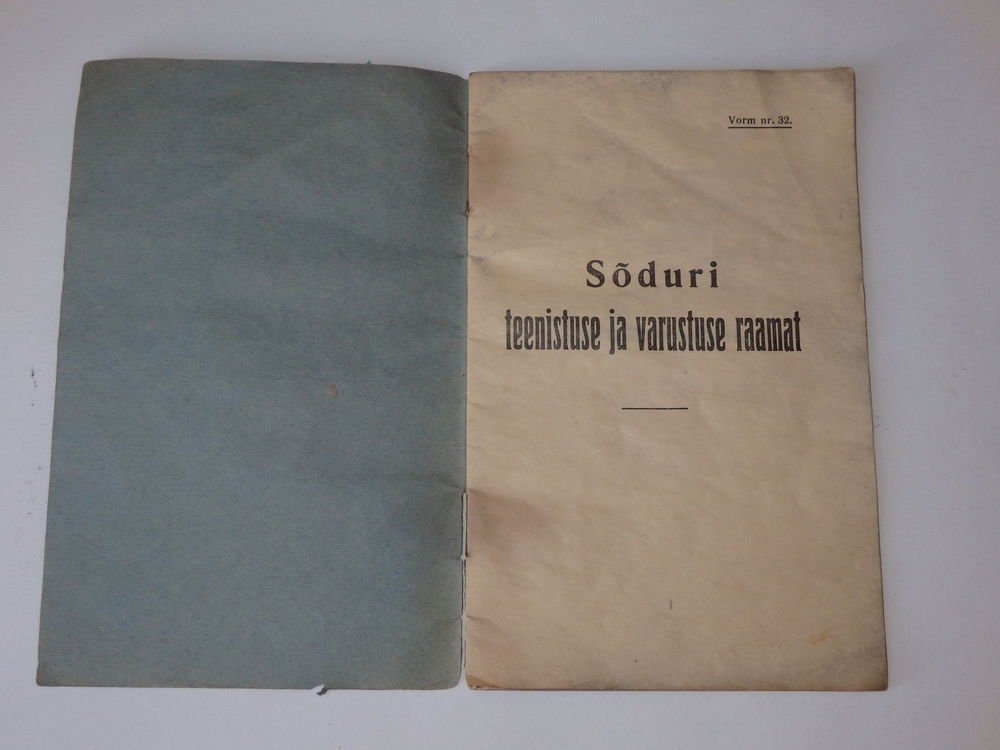 Vorm nr. 32.
Sõduri
teenistuse ja varustuse raamat